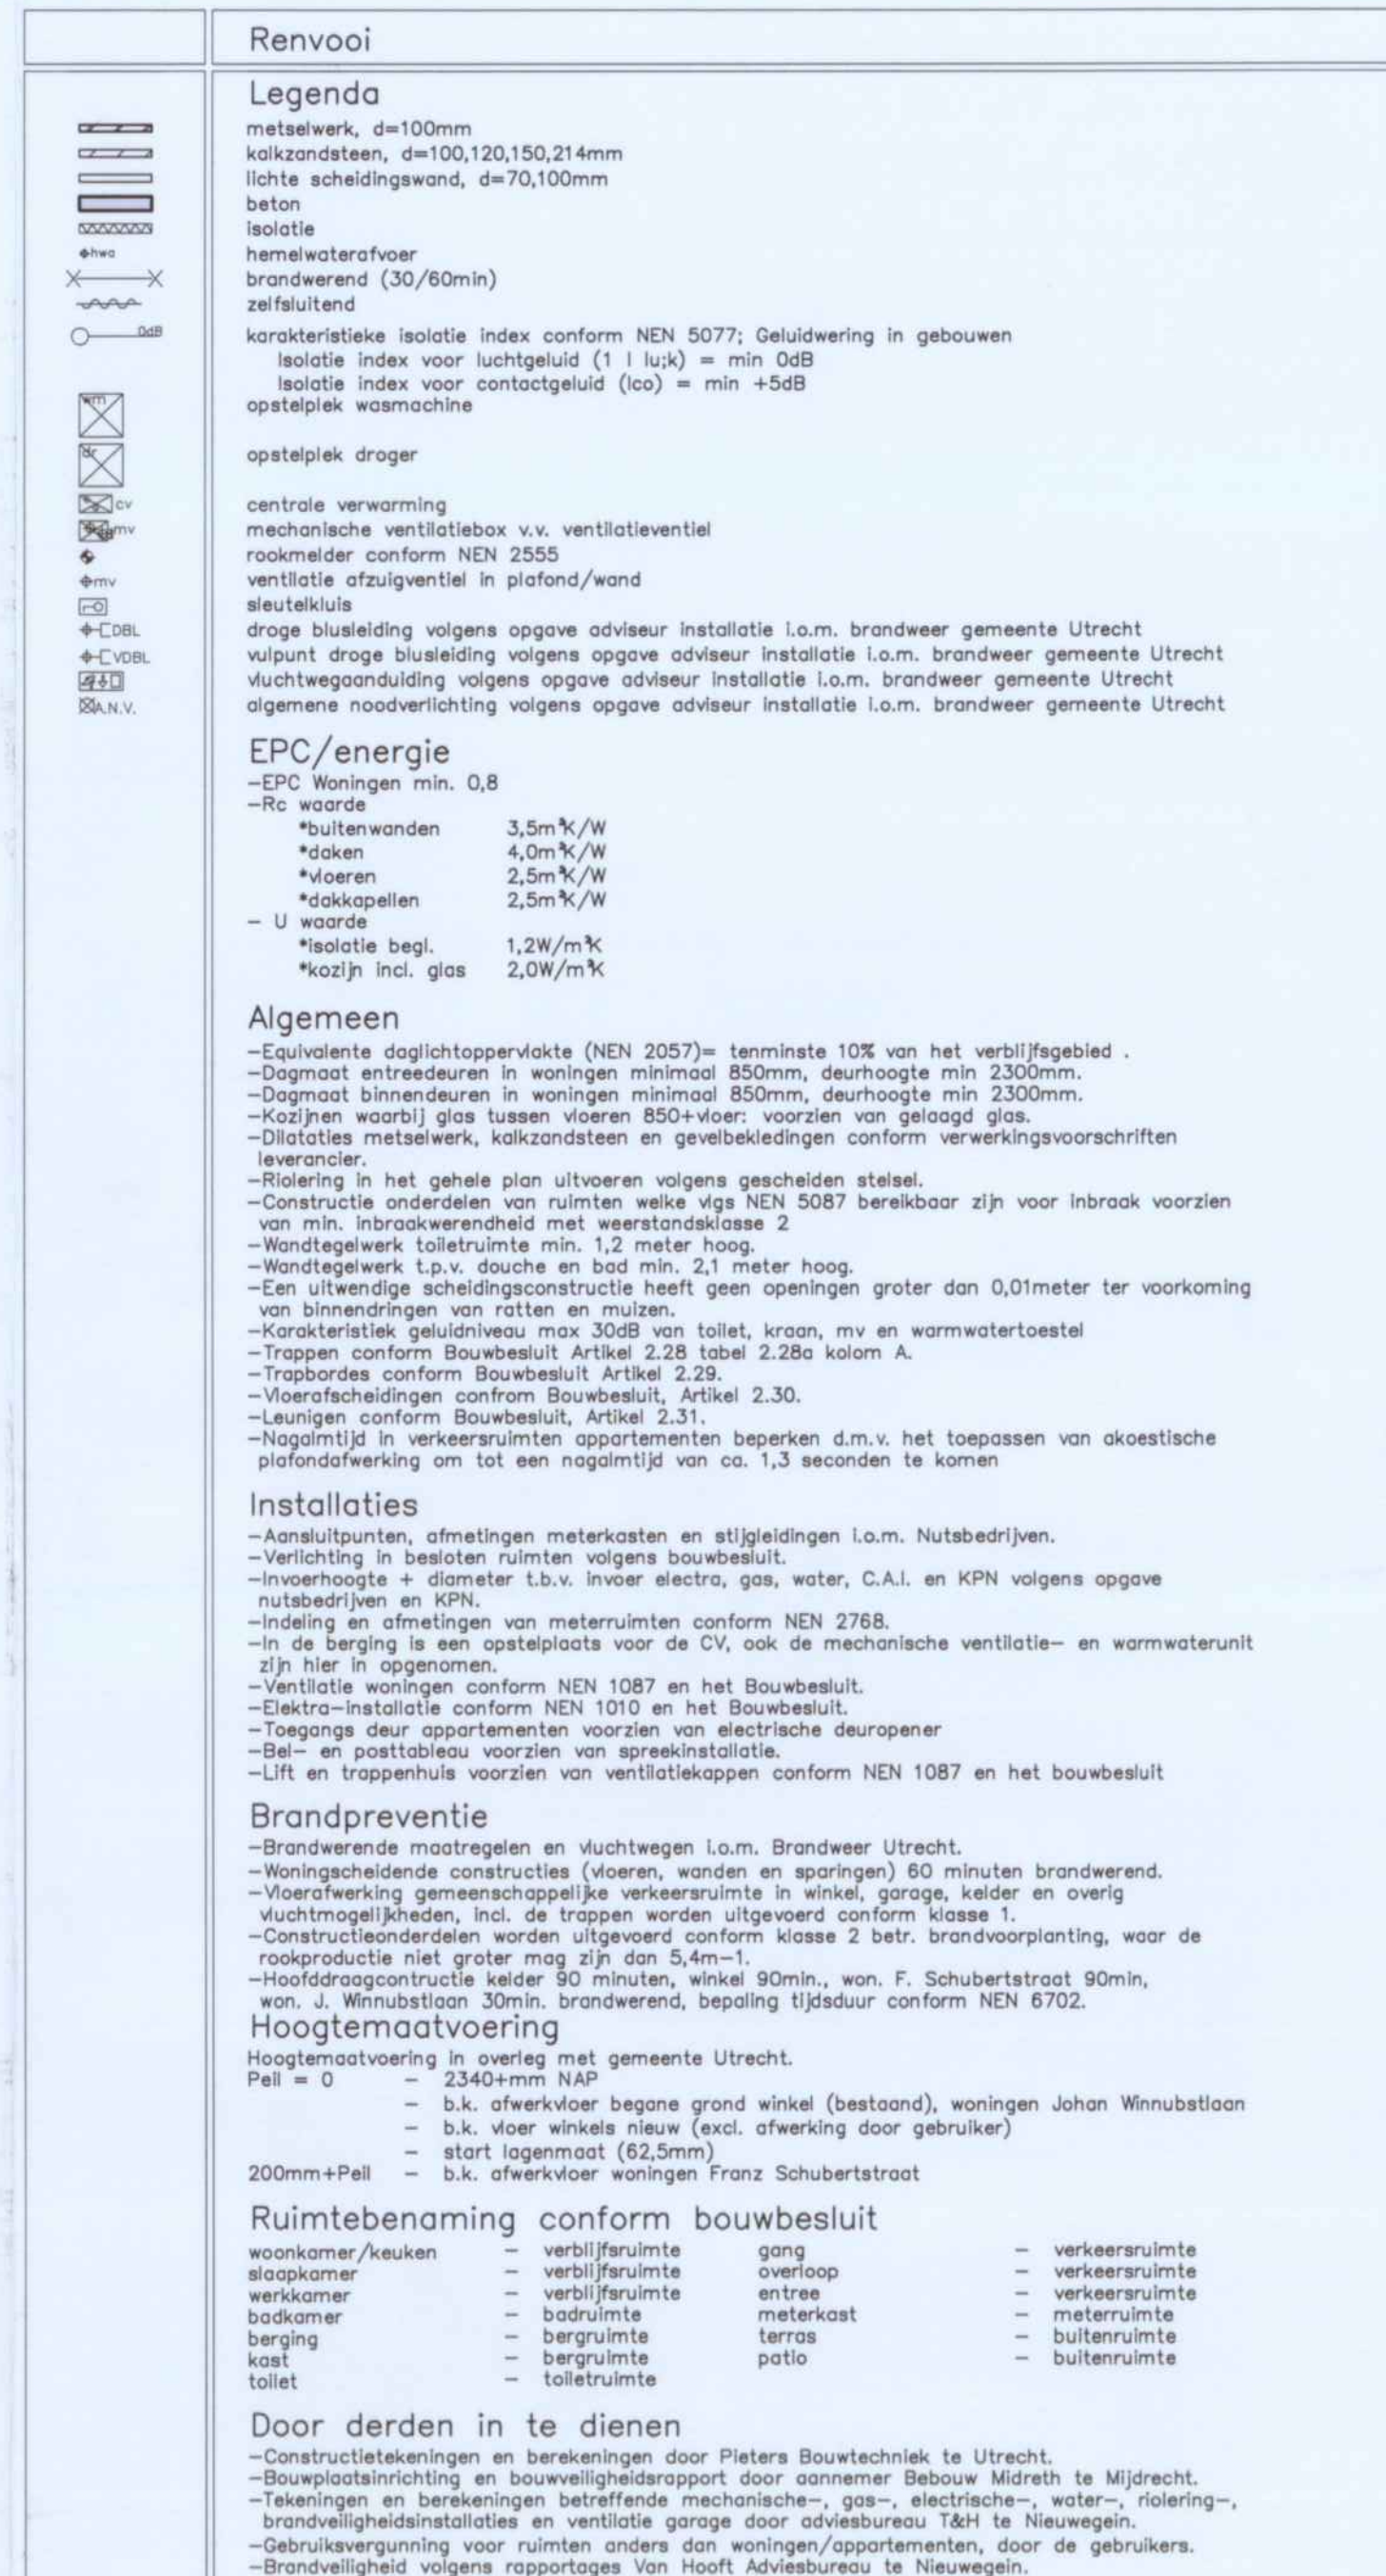 Renvooi
Legenda
metselwerk, d=100mm
kalkzandsteen, d=100,120,150,214mm
lichte scheidingswand, d=70,100mm
beton
isolatie
hwa hemelwaterafvoer
brandwerend (30/60min)
zelfsluitend
0dB karakteristieke isolatie index conform NEN 5077; Geluidwering in gebouwen
Isolatie index voor luchtgeluid (1 I lu;k) = min 0dB
Isolatie index voor contactgeluid (Ico) = min +5dB
wm opstelplek wasmachine
dr opstelplek droger
cv centrale verwarming
mv mechanische ventilatiebox v.v. ventilatieventiel
rookmelder conform NEN 2555
mv ventilatie afzuigventiel in plafond/wand
sleutelkluis
DBL droge blusleiding volgens opgave adviseur installatie i.o.m. brandweer gemeente Utrecht
VDBL vulpunt droge blusleiding volgens opgave adviseur installatie i.o.m. brandweer gemeente Utrecht
vluchtwegaanduiding volgens opgave adviseur installatie i.o.m. brandweer gemeente Utrecht
A.N.V. algemene noodverlichting volgens opgave adviseur installatie i.o.m. brandweer gemeente Utrecht
EPC/energie
-EPC Woningen min. 0,8
-Rc waarde
*buitenwanden 3,5m²K/W
*daken 4,0m²K/W
*vloeren 2,5m²K/W
*dakkapellen 2,5m²K/W
- U waarde
*isolatie begl. 1,2W/m²K
*kozijn incl. glas 2,0W/m²K
Algemeen
-Equivalente daglichtoppervlakte (NEN 2057)= tenminste 10% van het verblijfsgebied .
-Dagmaat entreedeuren in woningen minimaal 850mm, deurhoogte min 2300mm.
-Dagmaat binnendeuren in woningen minimaal 850mm, deurhoogte min 2300mm.
-Kozijnen waarbij glas tussen vloeren 850+vloer: voorzien van gelaagd glas.
-Dilataties metselwerk, kalkzandsteen en gevelbekledingen conform verwerkingsvoorschriften
leverancier.
-Riolering in het gehele plan uitvoeren volgens gescheiden stelsel.
-Constructie onderdelen van ruimten welke vlgs NEN 5087 bereikbaar zijn voor inbraak voorzien
van min. inbraakwerendheid met weerstandsklasse 2
-Wandtegelwerk toiletruimte min. 1,2 meter hoog.
-Wandtegelwerk t.p.v. douche en bad min. 2,1 meter hoog.
-Een uitwendige scheidingsconstructie heeft geen openingen groter dan 0,01meter ter voorkoming
van binnendringen van ratten en muizen.
-Karakteristiek geluidniveau max 30dB van toilet, kraan, mv en warmwatertoestel
-Trappen conform Bouwbesluit Artikel 2.28 tabel 2.28a kolom A.
-Trapbordes conform Bouwbesluit Artikel 2.29.
-Vloerafscheidingen confrom Bouwbesluit, Artikel 2.30.
-Leunigen conform Bouwbesluit, Artikel 2.31.
-Nagalmtijd in verkeersruimten appartementen beperken d.m.v. het toepassen van akoestische
plafondafwerking om tot een nagalmtijd van ca. 1,3 seconden te komen
Installaties
-Aansluitpunten, afmetingen meterkasten en stijgleidingen i.o.m. Nutsbedrijven.
-Verlichting in besloten ruimten volgens bouwbesluit.
-Invoerhoogte + diameter t.b.v. invoer electra, gas, water, C.A.I. en KPN volgens opgave
nutsbedrijven en KPN.
-Indeling en afmetingen van meterruimten conform NEN 2768.
-In de berging is een opstelplaats voor de CV, ook de mechanische ventilatie- en warmwaterunit
zijn hier in opgenomen.
-Ventilatie woningen conform NEN 1087 en het Bouwbesluit.
-Elektra-installatie conform NEN 1010 en het Bouwbesluit.
-Toegangs deur appartementen voorzien van electrische deuropener
-Bel- en posttableau voorzien van spreekinstallatie.
-Lift en trappenhuis voorzien van ventilatiekappen conform NEN 1087 en het bouwbesluit
Brandpreventie
-Brandwerende maatregelen en vluchtwegen i.o.m. Brandweer Utrecht.
-Woningscheidende constructies (vloeren, wanden en sparingen) 60 minuten brandwerend.
-Vloerafwerking gemeenschappelijke verkeersruimte in winkel, garage, kelder en overig
vluchtmogelijkheden, incl. de trappen worden uitgevoerd conform klasse 1.
-Constructieonderdelen worden uitgevoerd conform klasse 2 betr. brandvoorplanting, waar de
rookproductie niet groter mag zijn dan 5,4m-1.
-Hoofddraagcontructie kelder 90 minuten, winkel 90min., won. F. Schubertstraat 90min,
won. J. Winnubstlaan 30min. brandwerend, bepaling tijdsduur conform NEN 6702.
Hoogtemaatvoering
Hoogtemaatvoering in overleg met gemeente Utrecht.
Peil = 0 - 2340+mm NAP
- b.k. afwerkvloer begane grond winkel (bestaand), woningen Johan Winnubstlaan
- b.k. vloer winkels nieuw (excl. afwerking door gebruiker)
- start lagenmaat (62,5mm)
200mm+Peil - b.k. afwerkvloer woningen Franz Schubertstraat
Ruimtebenaming conform bouwbesluit
woonkamer/keuken - verblijfsruimte gang - verkeersruimte
slaapkamer - verblijfsruimte overloop - verkeersruimte
werkkamer - verblijfsruimte entree - verkeersruimte
badkamer - badruimte meterkast - meterruimte
berging - bergruimte terras - buitenruimte
kast - bergruimte patio - buitenruimte
toilet - toiletruimte
Door derden in te dienen
-Constructietekeningen en berekeningen door Pieters Bouwtechniek te Utrecht.
-Bouwplaatsinrichting en bouwveiligheidsrapport door aannemer Bebouw Midreth te Mijdrecht.
-Tekeningen en berekeningen betreffende mechanische-, gas-, electrische-, water-, riolering-,
brandveiligheidsinstallaties en ventilatie garage door adviesbureau T&H te Nieuwegein.
-Gebruiksvergunning voor ruimten anders dan woningen/appartementen, door de gebruikers.
-Brandveiligheid volgens rapportages Van Hooft Adviesbureau te Nieuwegein.